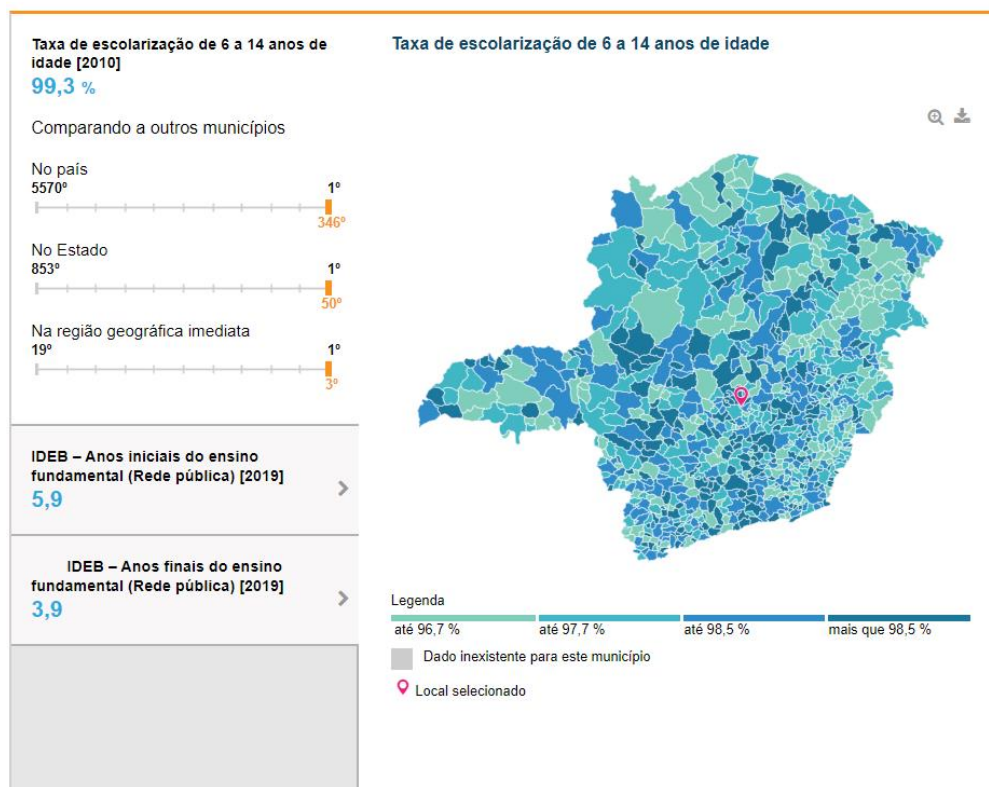 Taxa de escolarização de 6 a 14 anos de
idade [2010]
99,3 %
Comparando a outros municípios
No país
5570º 1º
346º
No Estado
853º 1º
50º
Na região geográfica imediata
19º 1º
3º
IDEB – Anos iniciais do ensino
fundamental (Rede pública) [2019]
5,9
IDEB – Anos finais do ensino
fundamental (Rede pública) [2019]
3,9
Taxa de escolarização de 6 a 14 anos de idade
Legenda
até 96,7 % até 97,7 % até 98,5 % mais que 98,5 %
Dado inexistente para este município
Local selecionado